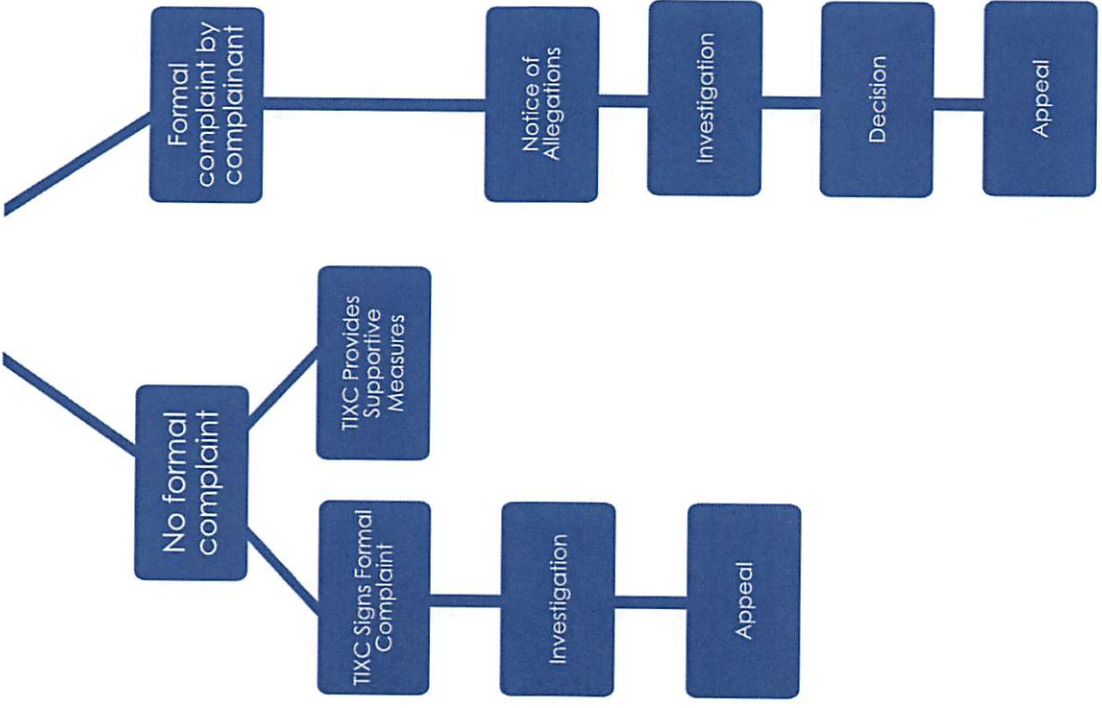 No formal
complaint
TIXC Signs Formal
Complaint
Investigation
Appeal
TIXC Provides
Supportive
Measures
Formal
complaint by
complainant
Notice of
Allegations
Investigation
Decision
Appeal